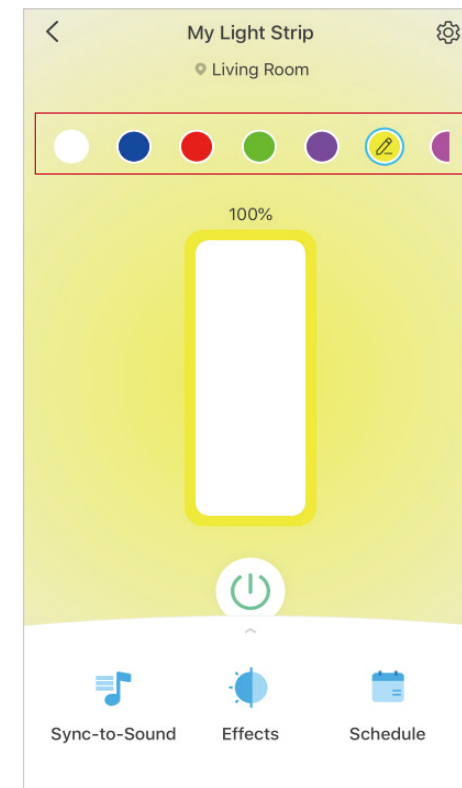 My Light Strip
Living Room
100%
Sync-to-Sound
Effects
Schedule